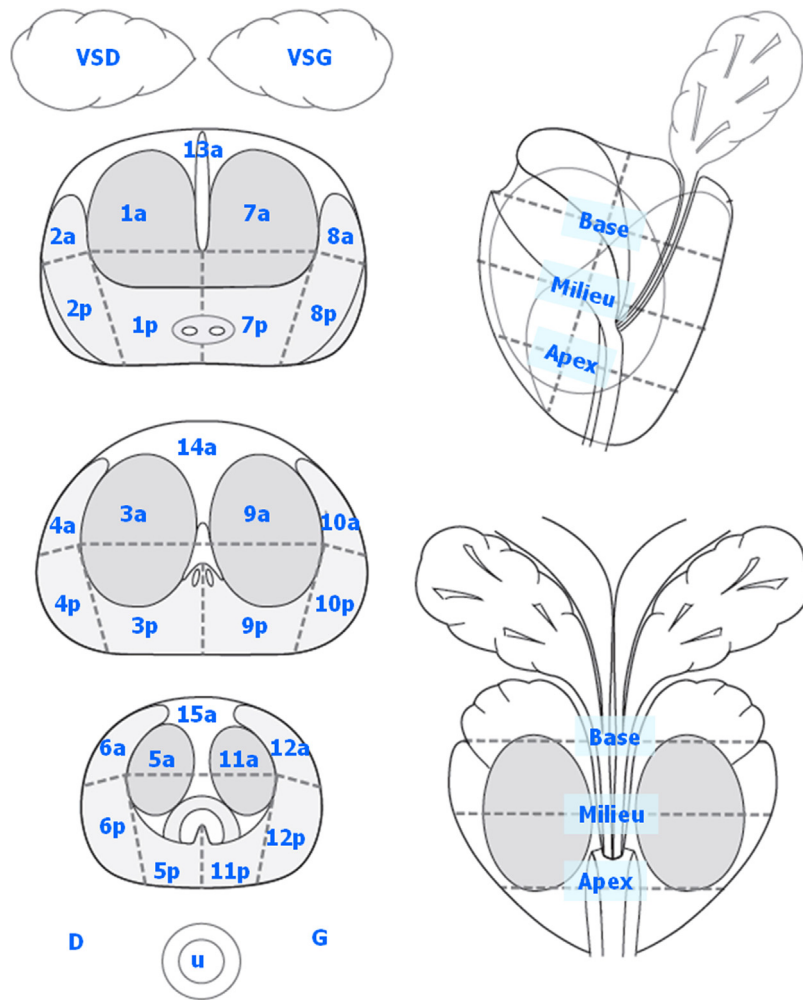 VSD VSG
13a
1a 7a
2a 8a
2p 1p 7p 8p
14a
3a 9a
4a 10a
4p 3p 9p 10p
15a
6a 5a 11a 12a
6p 12p
5p 11p
D G
u
Base
Milieu
Apex
Base
Milieu
Apex